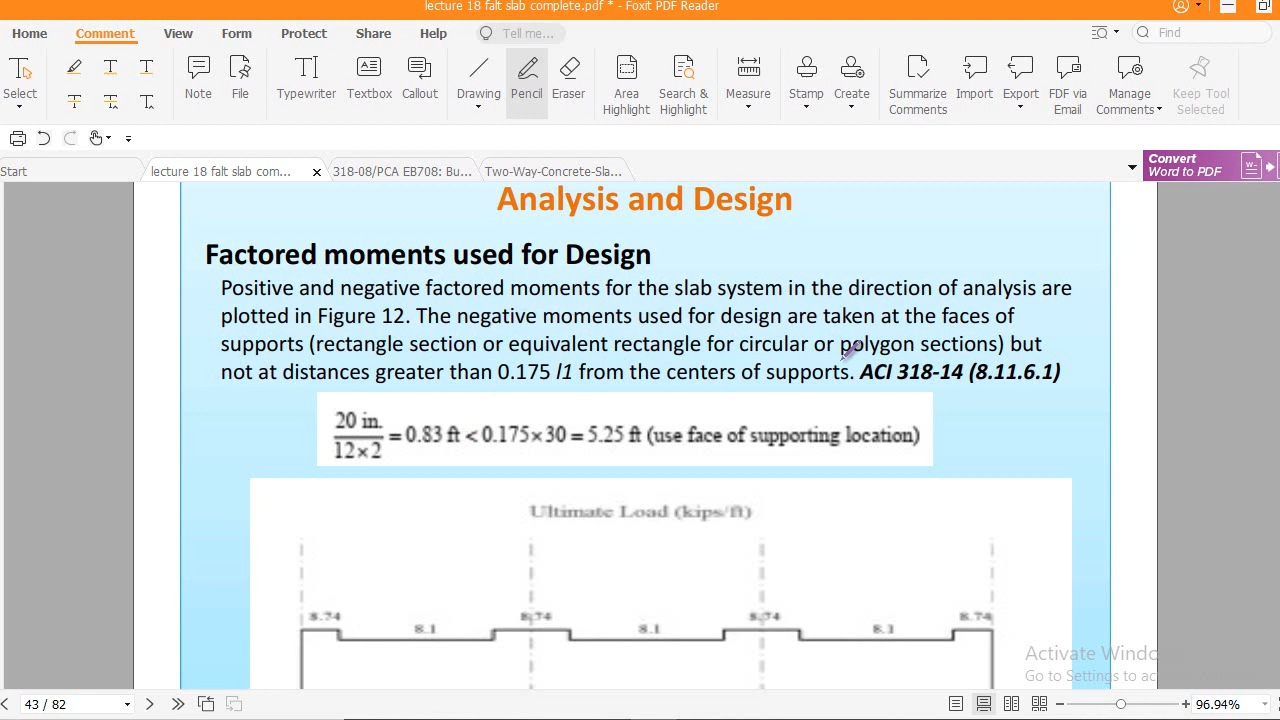 lecture 18 falt slab complete.pdf * - Foxit PDF Reader
Home Comment View Form Protect Share Help Tell me... Find
Select Note File Typewriter Textbox Callout Drawing Pencil Eraser Area Highlight Search & Highlight Measure Stamp Create Summarize Comments Import Export FDF via Email Manage Comments Keep Tool Selected
Start lecture 18 falt slab com... 318-08/PCA EB708: Bu... Two-Way-Concrete-Sla... Convert Word to PDF
Analysis and Design
Factored moments used for Design
Positive and negative factored moments for the slab system in the direction of analysis are
plotted in Figure 12. The negative moments used for design are taken at the faces of
supports (rectangle section or equivalent rectangle for circular or polygon sections) but
not at distances greater than 0.175 l1 from the centers of supports. ACI 318-14 (8.11.6.1)
20 in. / 12×2 = 0.83 ft < 0.175×30 = 5.25 ft (use face of supporting location)
Ultimate Load (kips/ft)
8.74 8.74 8.74 8.74
8.1 8.1 8.1
Activate Windo
Go to Settings to ac
43 / 82 96.94%